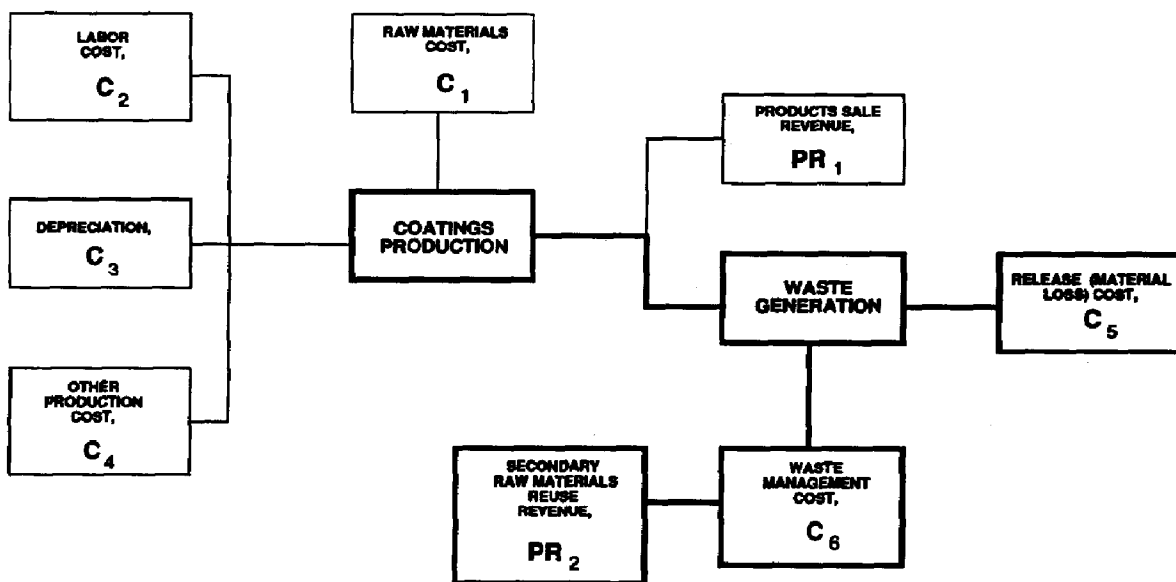 LABOR
COST,
C2
RAW MATERIALS
COST,
C1
PRODUCTS SALE
REVENUE,
PR1
DEPRECIATION,
C3
COATINGS
PRODUCTION
WASTE
GENERATION
RELEASE (MATERIAL
LOSS) COST,
C5
OTHER
PRODUCTION
COST,
C4
SECONDARY
RAW MATERIALS
REUSE
REVENUE,
PR2
WASTE
MANAGEMENT
COST,
C6